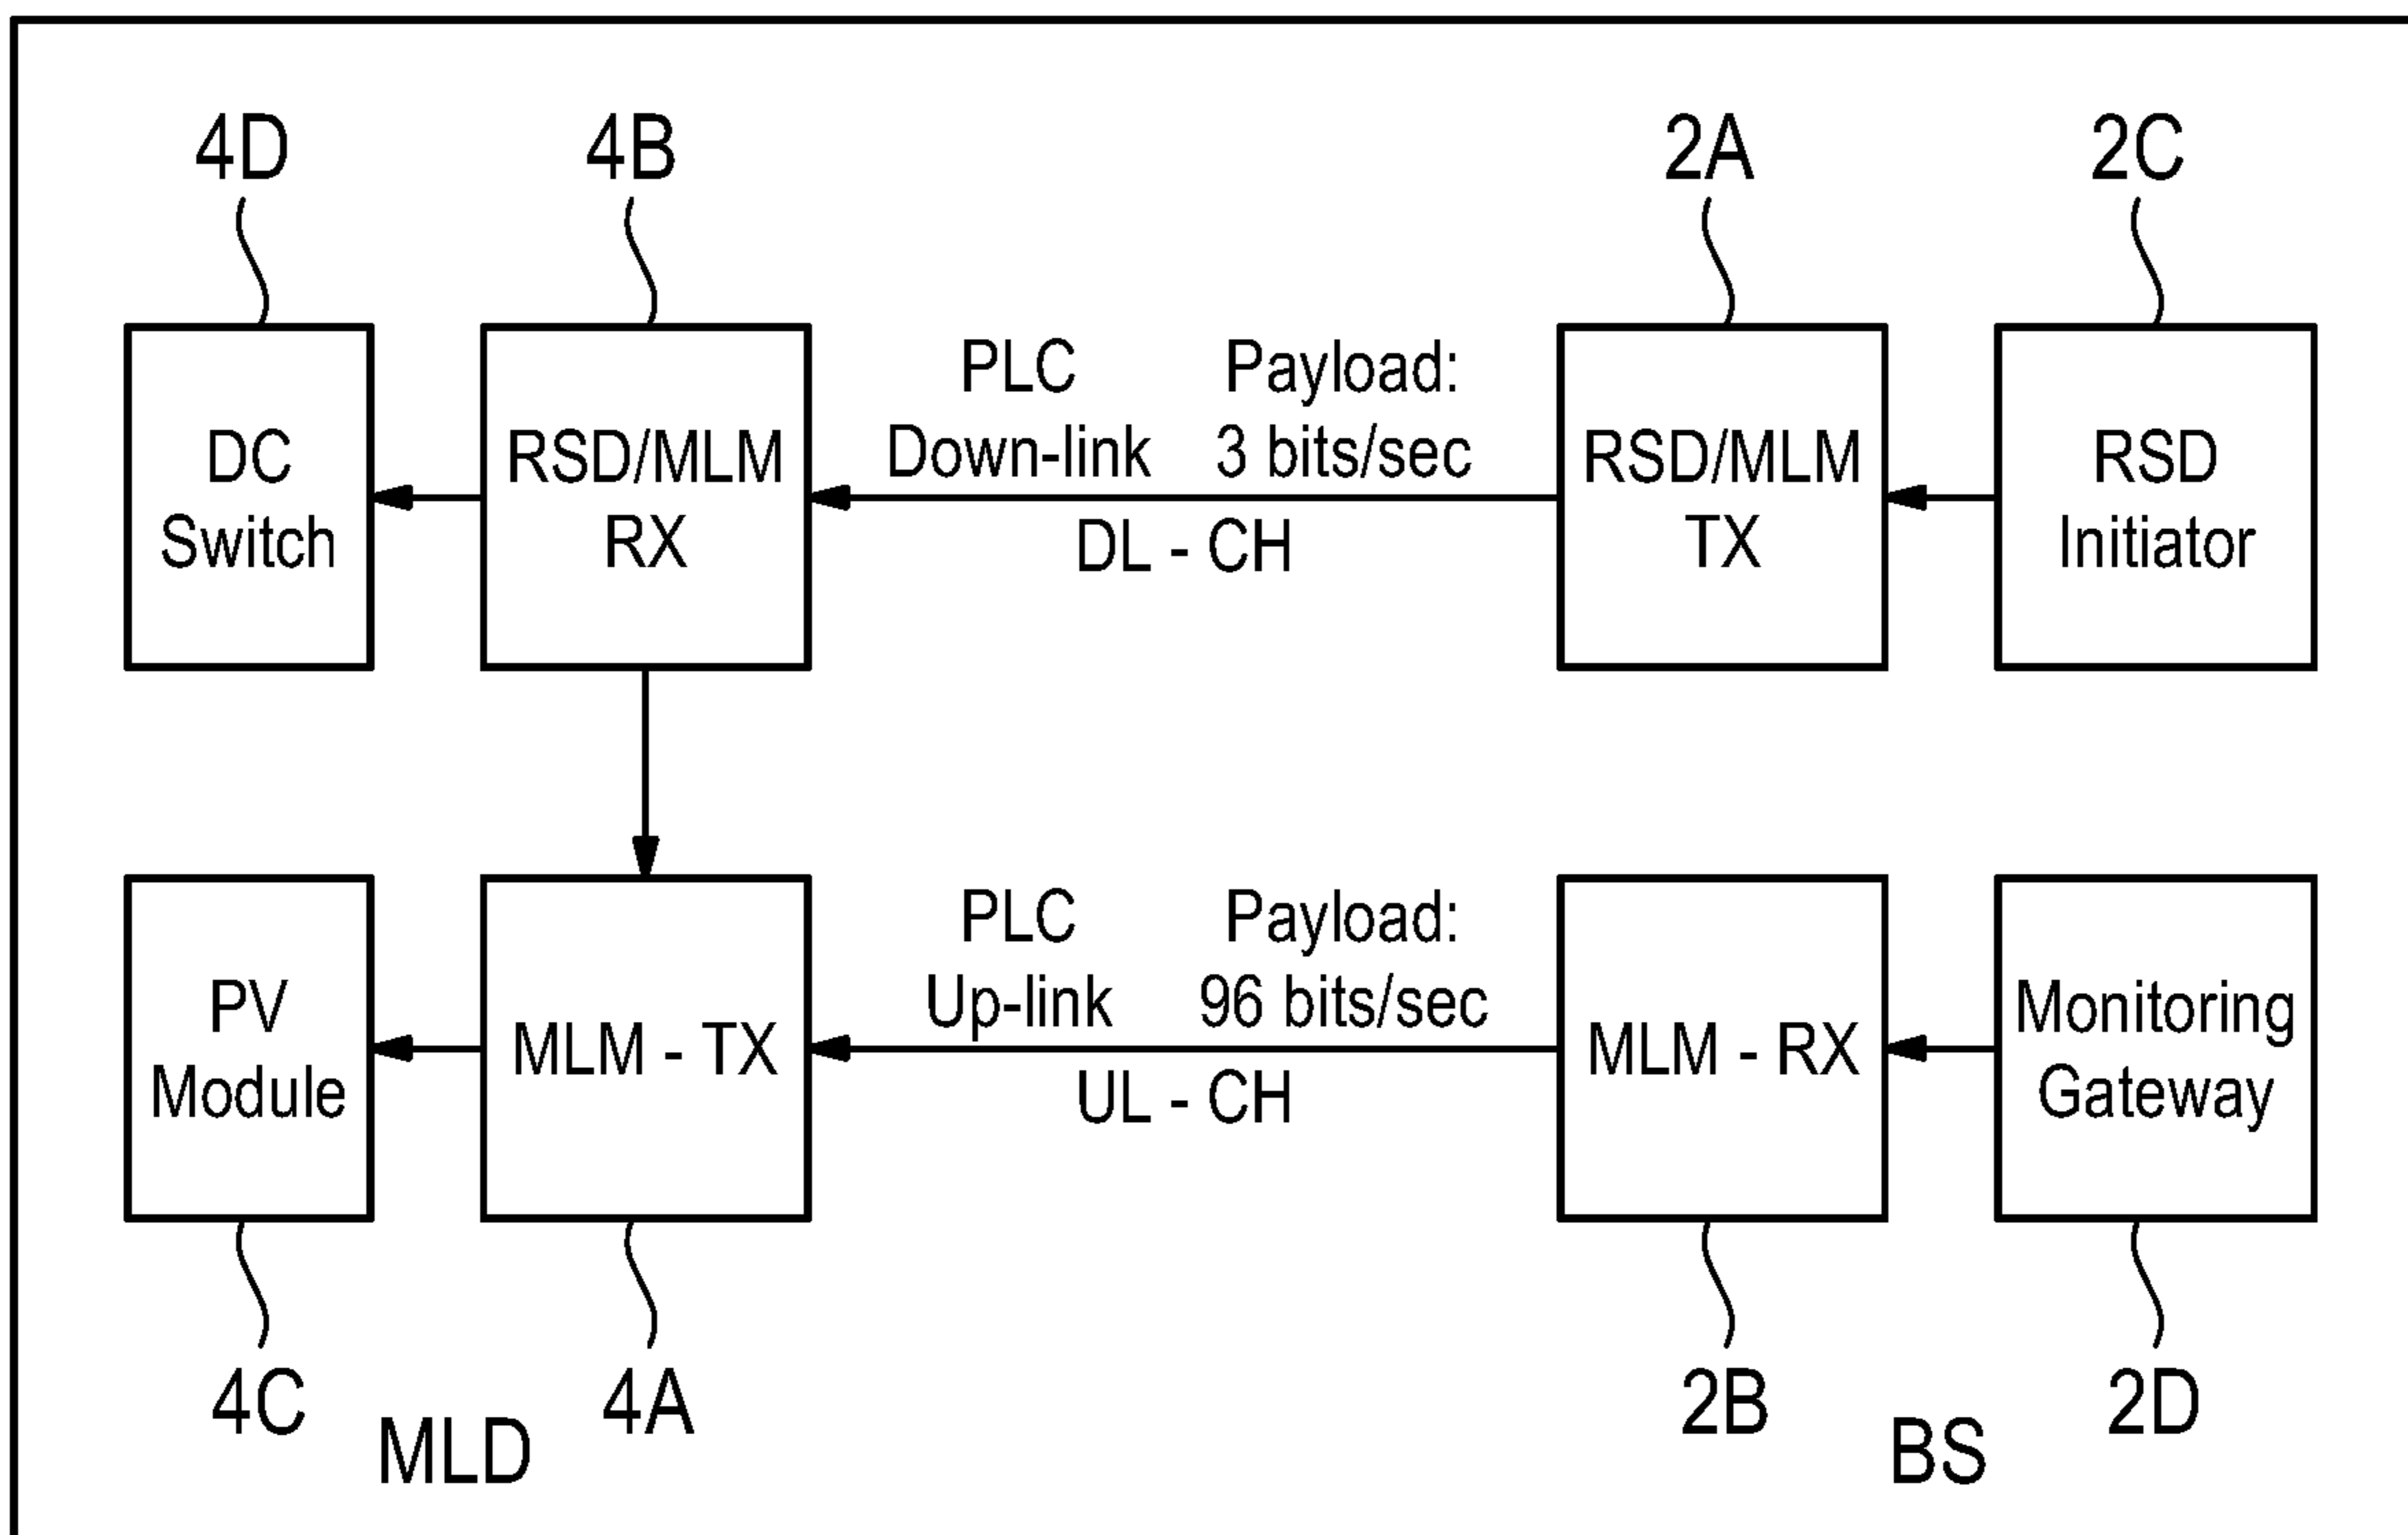 4D
4B
2A
2C
DC
Switch
RSD/MLM
RX
PLC
Down-link
Payload:
3 bits/sec
DL - CH
RSD/MLM
TX
RSD
Initiator
PV
Module
MLM - TX
PLC
Up-link
Payload:
96 bits/sec
UL - CH
MLM - RX
Monitoring
Gateway
4C
4A
2B
2D
MLD
BS